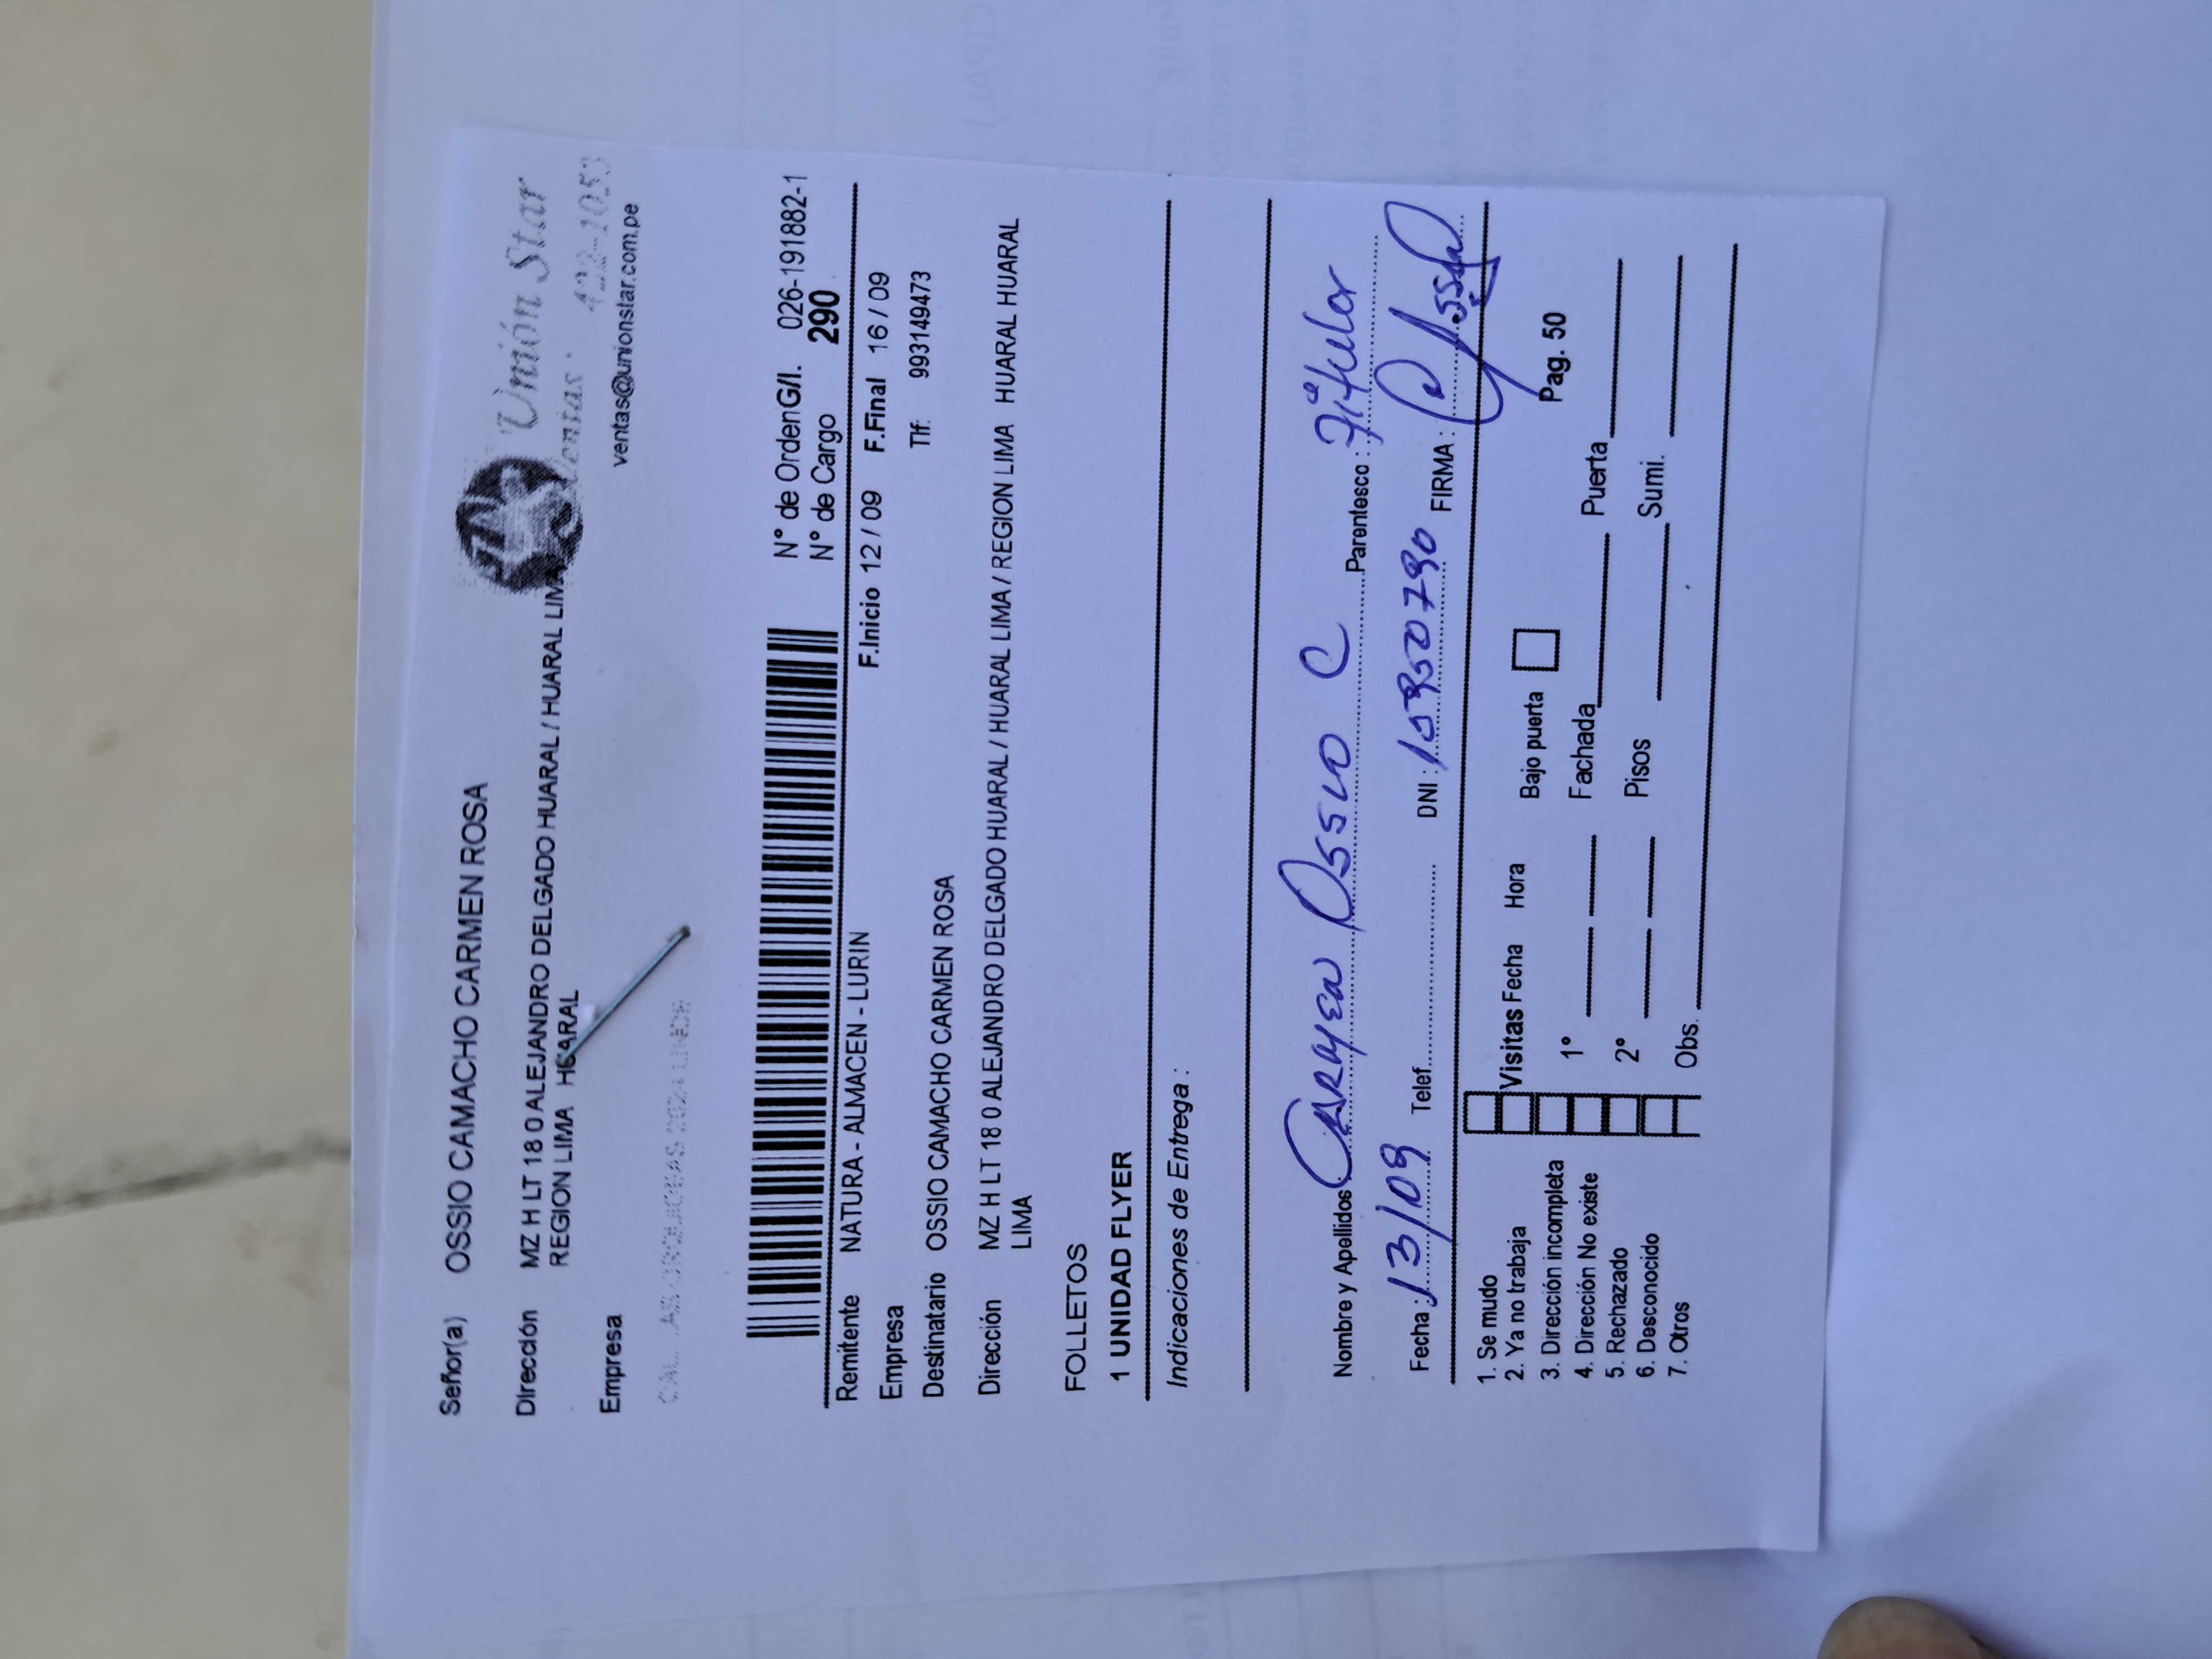 Señor(a) OSSIO CAMACHO CARMEN ROSA
Unión Star
Dirección MZ H LT 18 0 ALEJANDRO DELGADO HUARAL / HUARAL LIMA
REGION LIMA HUARAL
ventas@unionstar.com.pe
Empresa
N° de OrdenG/l. 026-191882-1
N° de Cargo 290
Remitente NATURA - ALMACEN - LURIN F.Inicio 12 / 09 F.Final 16 / 09
Empresa
Destinatario OSSIO CAMACHO CARMEN ROSA Tlf. 993149473
Dirección MZ H LT 18 0 ALEJANDRO DELGADO HUARAL / HUARAL LIMA / REGION LIMA HUARAL HUARAL
LIMA
FOLLETOS
1 UNIDAD FLYER
Indicaciones de Entrega :
Nombre y Apellidos Carmen Ossio C Parentesco : Titular
Fecha : 13/09 Telef. DNI : 15950790 FIRMA :
1. Se mudo
2. Ya no trabaja
3. Dirección incompleta
4. Dirección No existe
5. Rechazado
6. Desconocido
7. Otros
Visitas Fecha Hora Bajo puerta Pag. 50
1° Fachada Puerta
2° Pisos Sumi.
Obs.